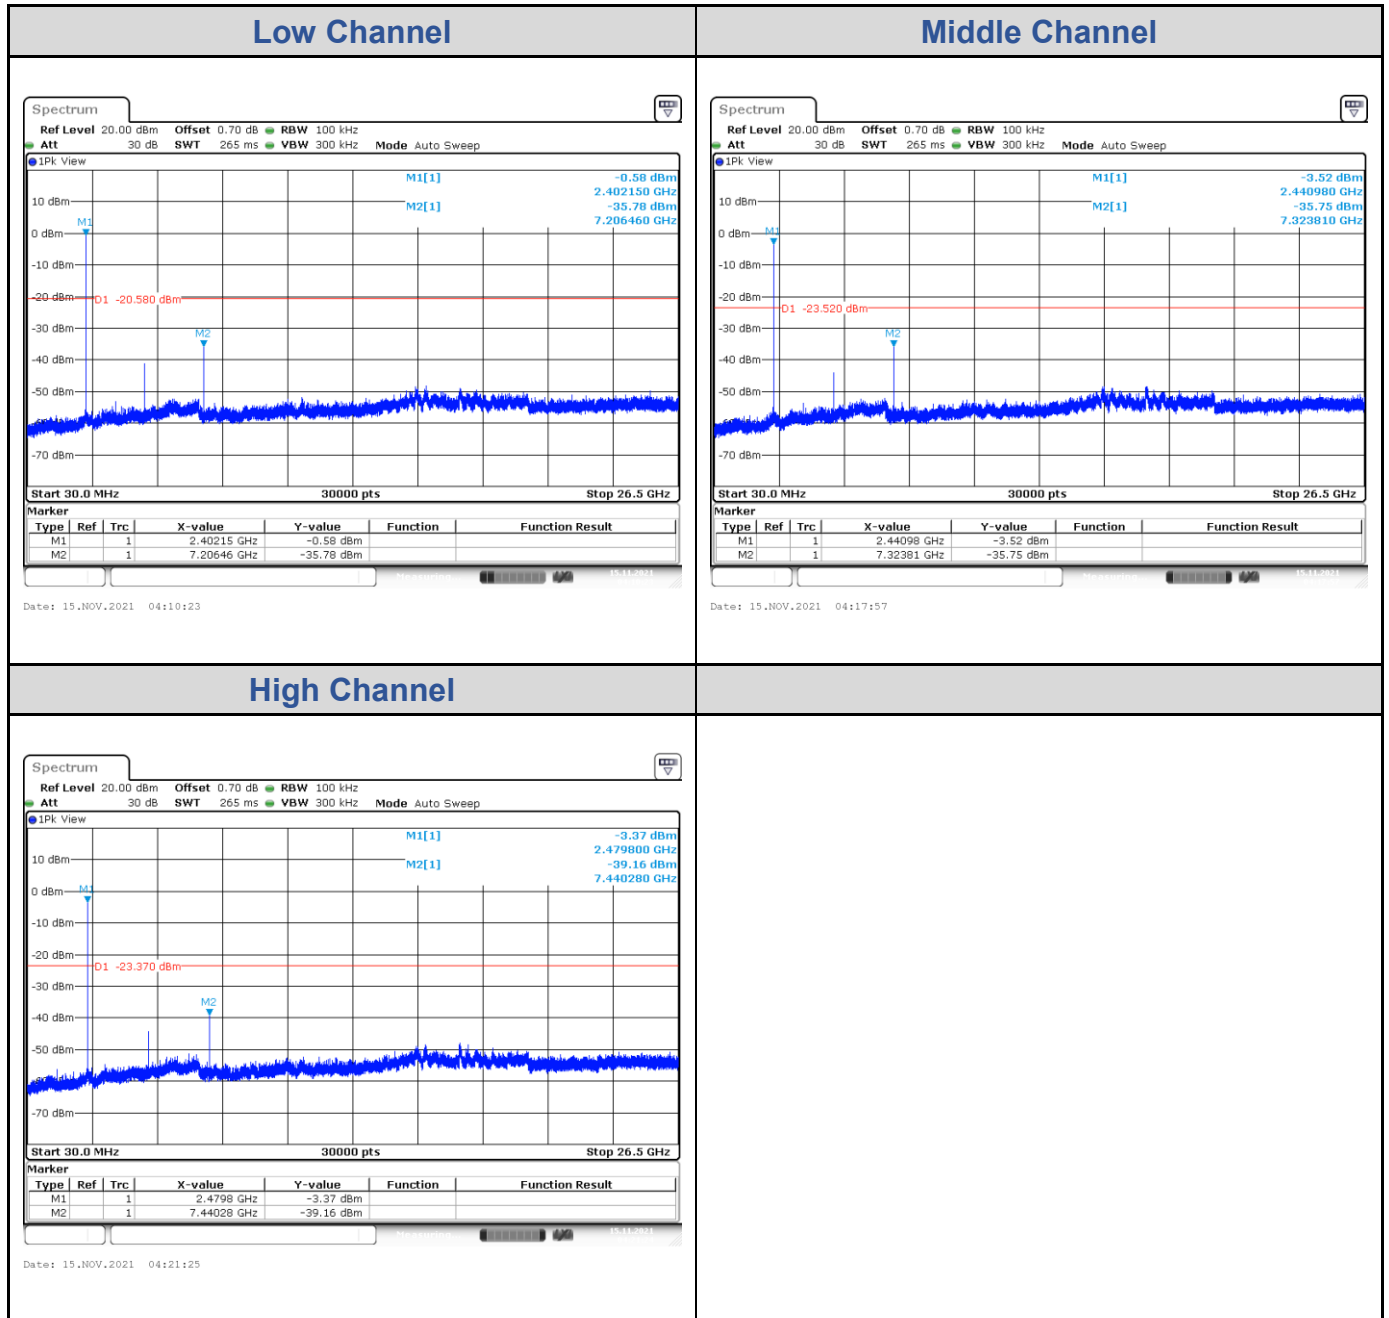 Low Channel
Middle Channel
Spectrum
Ref Level 20.00 dBm Offset 0.70 dB RBW 100 kHz
Att 30 dB SWT 265 ms VBW 300 kHz Mode Auto Sweep
1Pk View
M1[1] -0.58 dBm
2.402150 GHz
M2[1] -35.78 dBm
7.206460 GHz
10 dBm
M1
0 dBm
-10 dBm
-20 dBm
D1 -20.580 dBm
-30 dBm
M2
-40 dBm
-50 dBm
-70 dBm
Start 30.0 MHz 30000 pts Stop 26.5 GHz
Marker
Type Ref Trc X-value Y-value Function Function Result
M1 1 2.40215 GHz -0.58 dBm
M2 1 7.20646 GHz -35.78 dBm
Measuring 15.11.2021
Date: 15.NOV.2021 04:10:23
Spectrum
Ref Level 20.00 dBm Offset 0.70 dB RBW 100 kHz
Att 30 dB SWT 265 ms VBW 300 kHz Mode Auto Sweep
1Pk View
M1[1] -3.52 dBm
2.440980 GHz
M2[1] -35.75 dBm
7.323810 GHz
10 dBm
0 dBm
M1
-10 dBm
-20 dBm
D1 -23.520 dBm
-30 dBm
M2
-40 dBm
-50 dBm
-70 dBm
Start 30.0 MHz 30000 pts Stop 26.5 GHz
Marker
Type Ref Trc X-value Y-value Function Function Result
M1 1 2.44098 GHz -3.52 dBm
M2 1 7.32381 GHz -35.75 dBm
Measuring 15.11.2021
Date: 15.NOV.2021 04:17:57
High Channel
Spectrum
Ref Level 20.00 dBm Offset 0.70 dB RBW 100 kHz
Att 30 dB SWT 265 ms VBW 300 kHz Mode Auto Sweep
1Pk View
M1[1] -3.37 dBm
2.479800 GHz
M2[1] -39.16 dBm
7.440280 GHz
10 dBm
0 dBm
M1
-10 dBm
-20 dBm
D1 -23.370 dBm
-30 dBm
M2
-40 dBm
-50 dBm
-70 dBm
Start 30.0 MHz 30000 pts Stop 26.5 GHz
Marker
Type Ref Trc X-value Y-value Function Function Result
M1 1 2.4798 GHz -3.37 dBm
M2 1 7.44028 GHz -39.16 dBm
Measuring 15.11.2021
Date: 15.NOV.2021 04:21:25